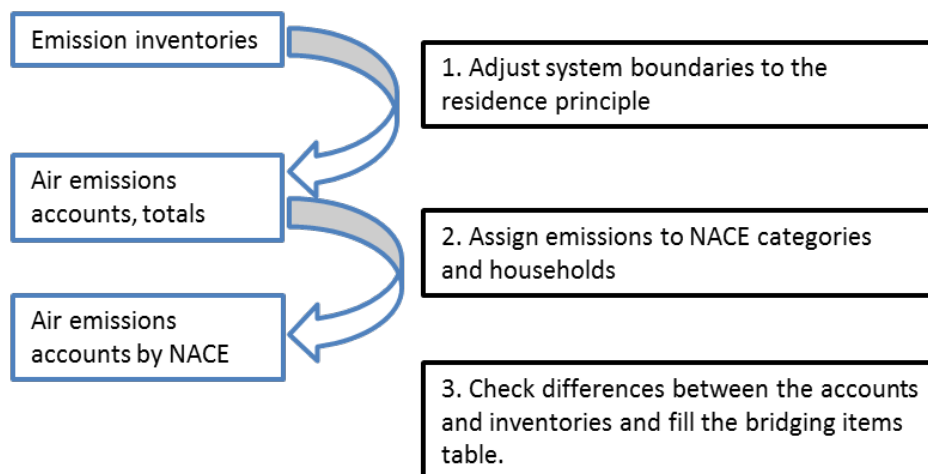 Emission inventories
1. Adjust system boundaries to the
residence principle
Air emissions
accounts, totals
2. Assign emissions to NACE categories
and households
Air emissions
accounts by NACE
3. Check differences between the accounts
and inventories and fill the bridging items
table.